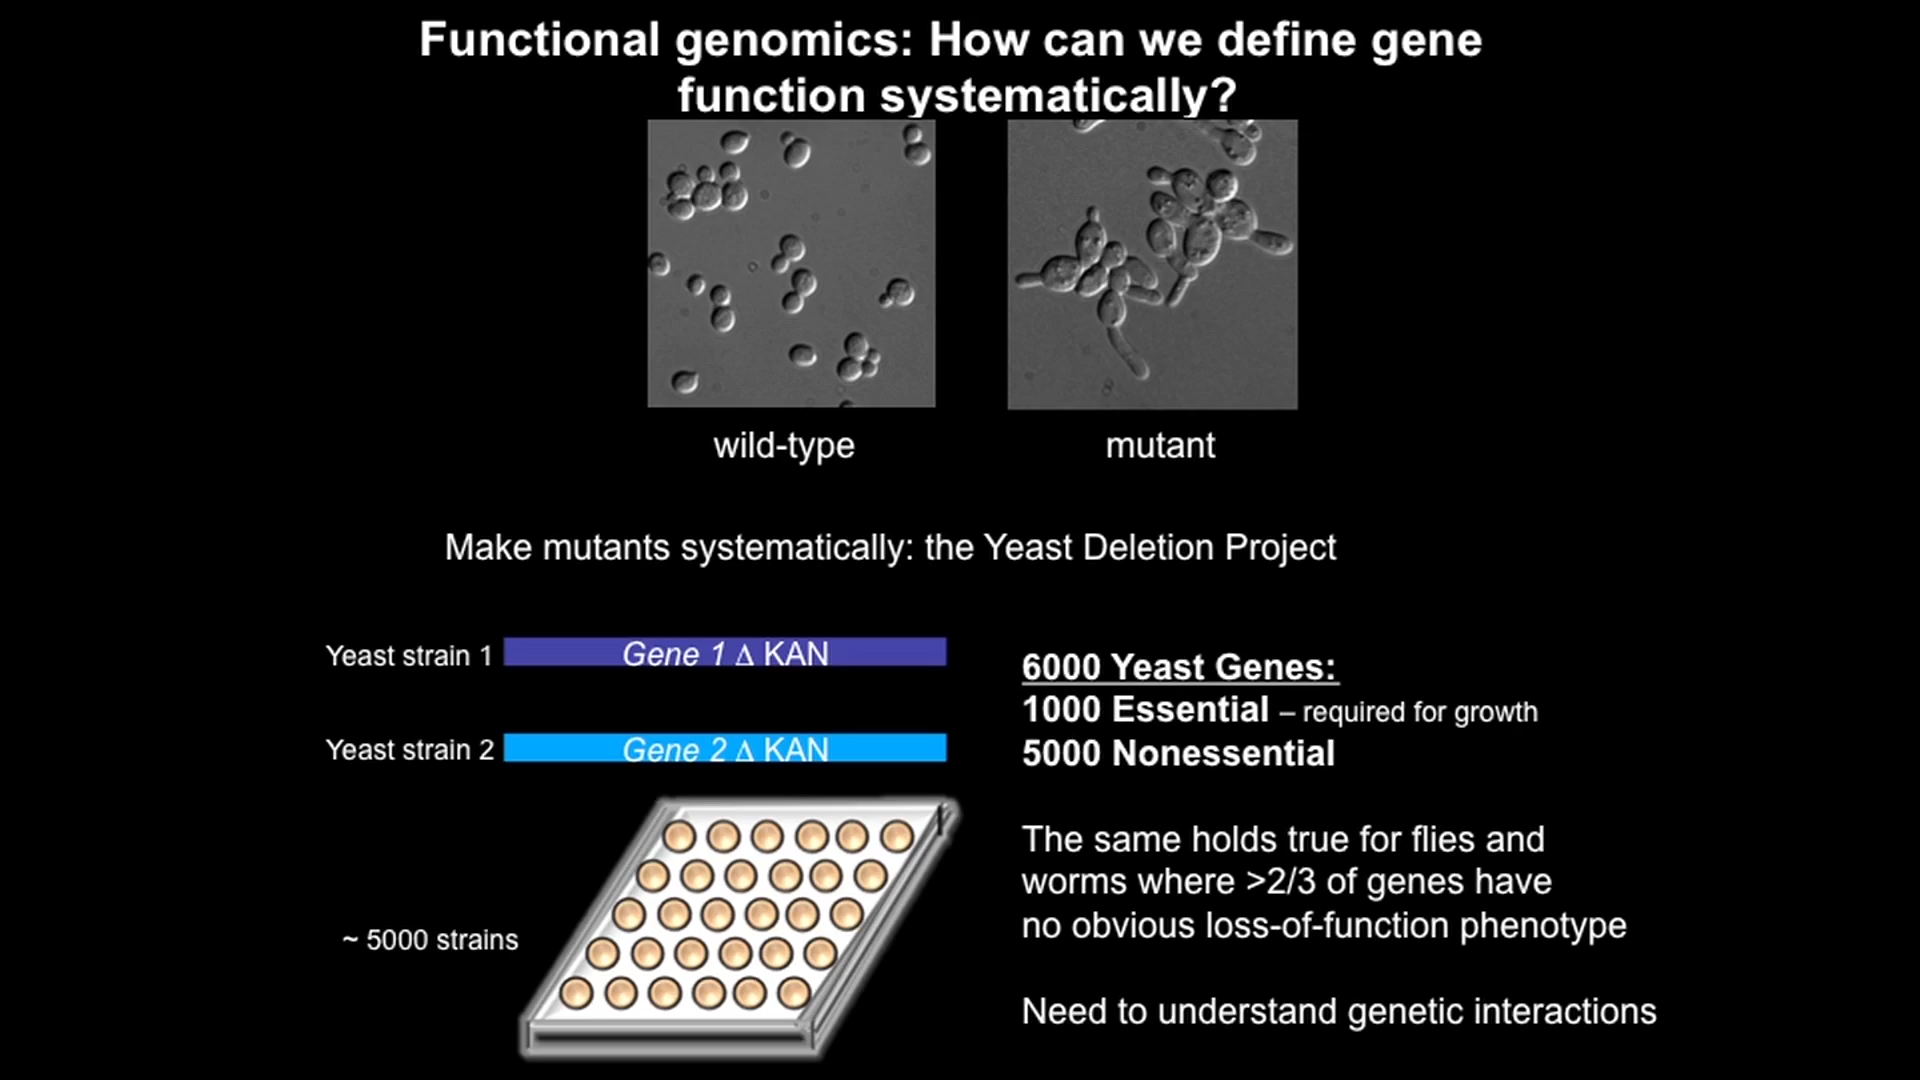 Functional genomics: How can we define gene
function systematically?
wild-type
mutant
Make mutants systematically: the Yeast Deletion Project
Yeast strain 1
Gene 1 Δ KAN
Yeast strain 2
Gene 2 Δ KAN
~ 5000 strains
6000 Yeast Genes:
1000 Essential – required for growth
5000 Nonessential
The same holds true for flies and
worms where >2/3 of genes have
no obvious loss-of-function phenotype
Need to understand genetic interactions